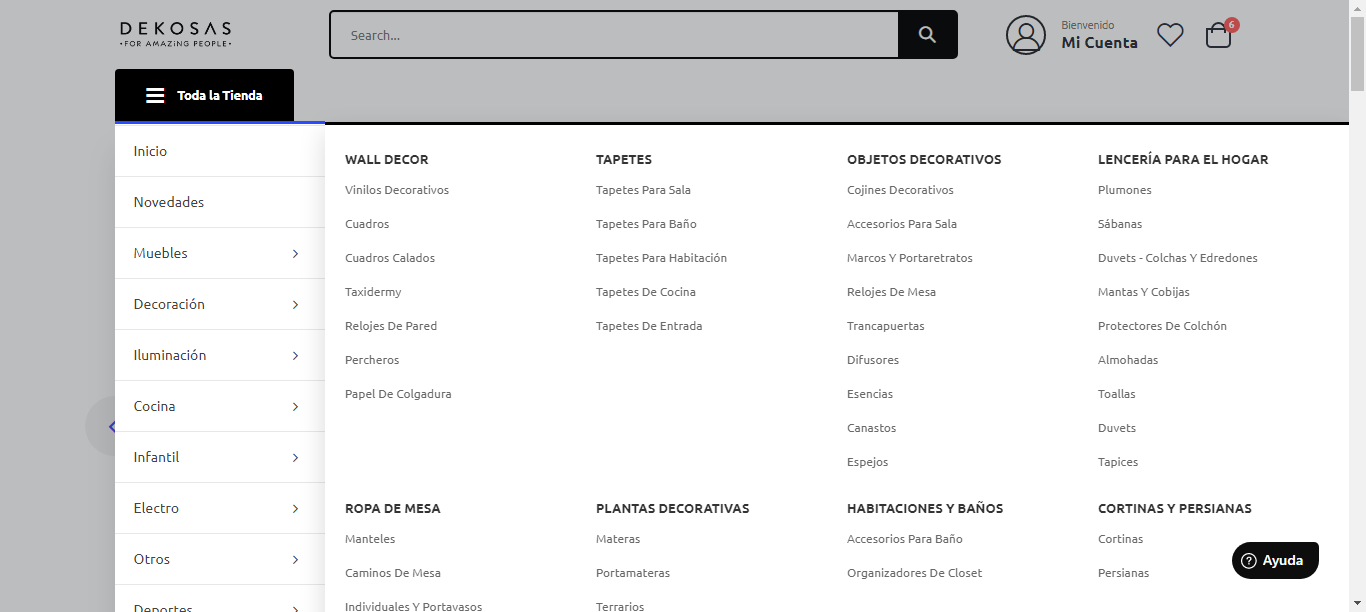 DEKOSAS
•FOR AMAZING PEOPLE•
Search...
Bienvenido
Mi Cuenta
6
Toda la Tienda
Inicio
Novedades
Muebles
Decoración
Iluminación
Cocina
Infantil
Electro
Otros
Deportes
WALL DECOR
Vinilos Decorativos
Cuadros
Cuadros Calados
Taxidermy
Relojes De Pared
Percheros
Papel De Colgadura
TAPETES
Tapetes Para Sala
Tapetes Para Baño
Tapetes Para Habitación
Tapetes De Cocina
Tapetes De Entrada
OBJETOS DECORATIVOS
Cojines Decorativos
Accesorios Para Sala
Marcos Y Portaretratos
Relojes De Mesa
Trancapuertas
Difusores
Esencias
Canastos
Espejos
LENCERÍA PARA EL HOGAR
Plumones
Sábanas
Duvets - Colchas Y Edredones
Mantas Y Cobijas
Protectores De Colchón
Almohadas
Toallas
Duvets
Tapices
ROPA DE MESA
Manteles
Caminos De Mesa
Individuales Y Portavasos
PLANTAS DECORATIVAS
Materas
Portamateras
Terrarios
HABITACIONES Y BAÑOS
Accesorios Para Baño
Organizadores De Closet
CORTINAS Y PERSIANAS
Cortinas
Persianas
Ayuda